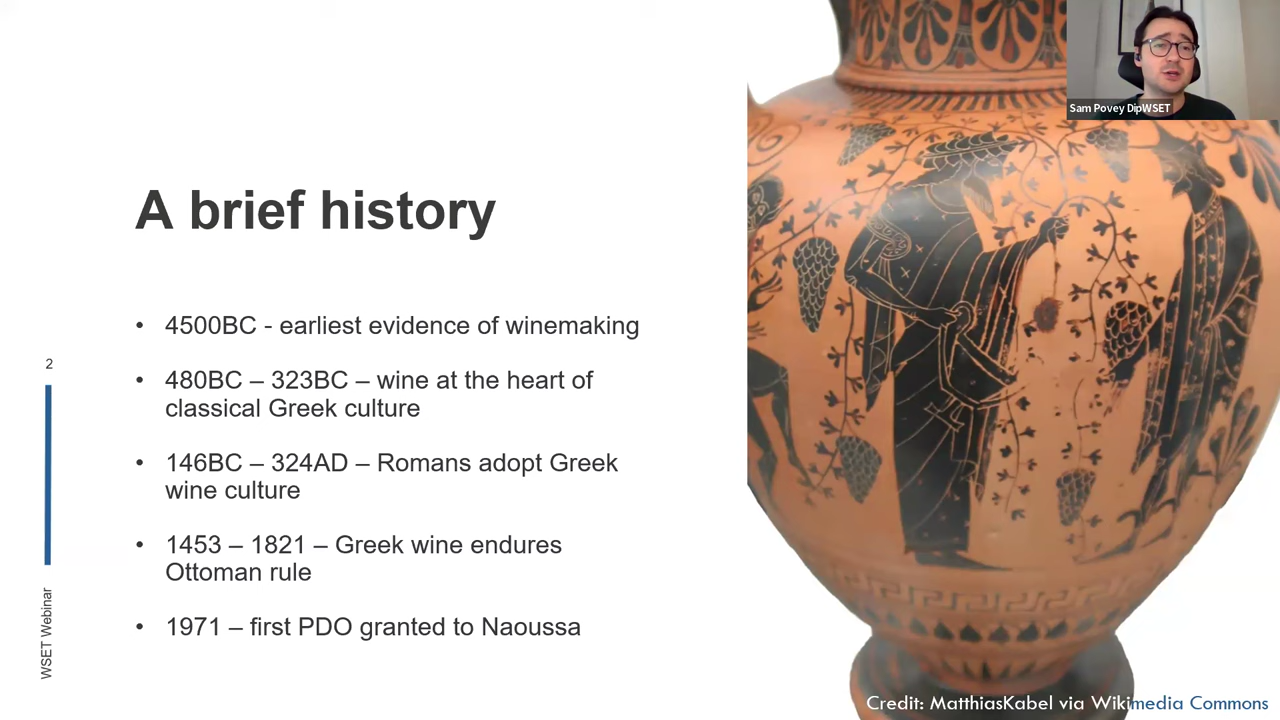 Sam Povey DipWSET
A brief history
• 4500BC - earliest evidence of winemaking
• 480BC – 323BC – wine at the heart of
classical Greek culture
• 146BC – 324AD – Romans adopt Greek
wine culture
• 1453 – 1821 – Greek wine endures
Ottoman rule
• 1971 – first PDO granted to Naoussa
2
WSET Webinar
Credit: MatthiasKabel via Wikimedia Commons